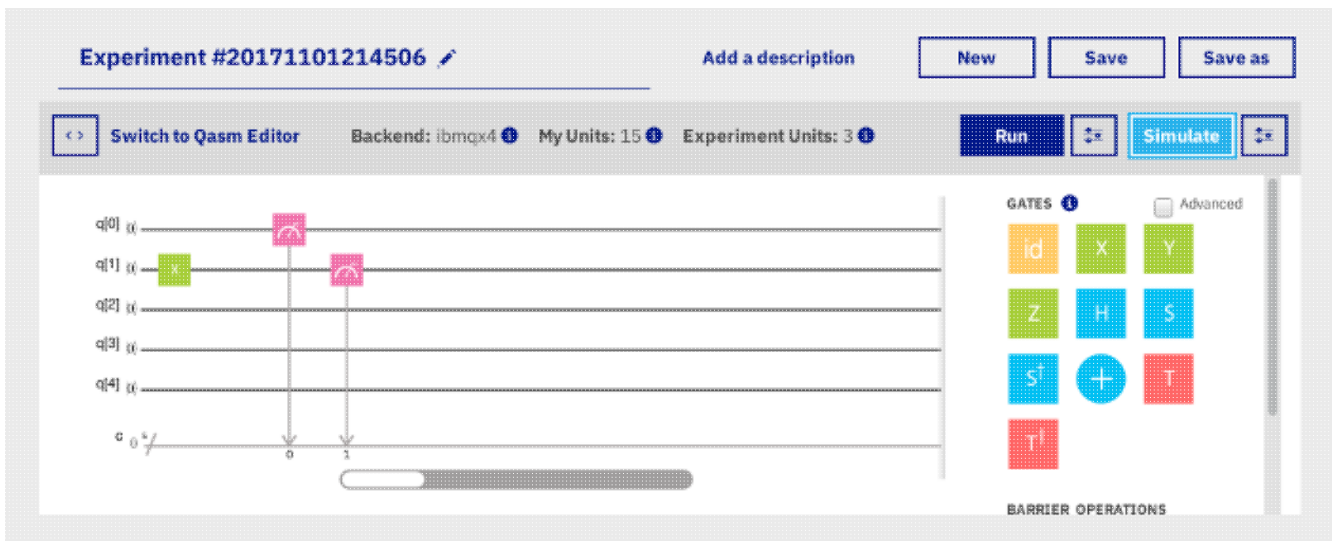 Experiment #20171101214506 Add a description New Save Save as
<> Switch to Qasm Editor Backend: ibmqx4 My Units: 15 Experiment Units: 3 Run Simulate
GATES Advanced
q[0]
id X Y
q[1] X
q[2]
Z H S
q[3]
q[4]
S† + T
c 0
0 1
T†
BARRIER OPERATIONS